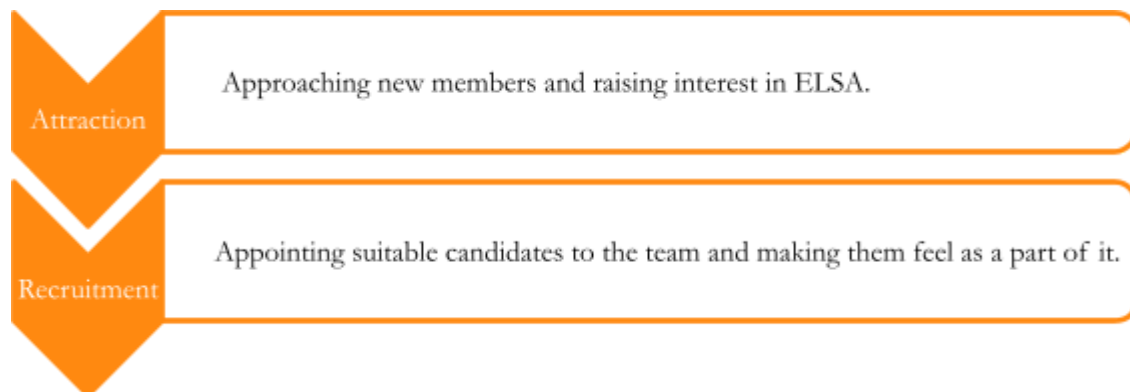 Attraction
Approaching new members and raising interest in ELSA.
Recruitment
Appointing suitable candidates to the team and making them feel as a part of it.